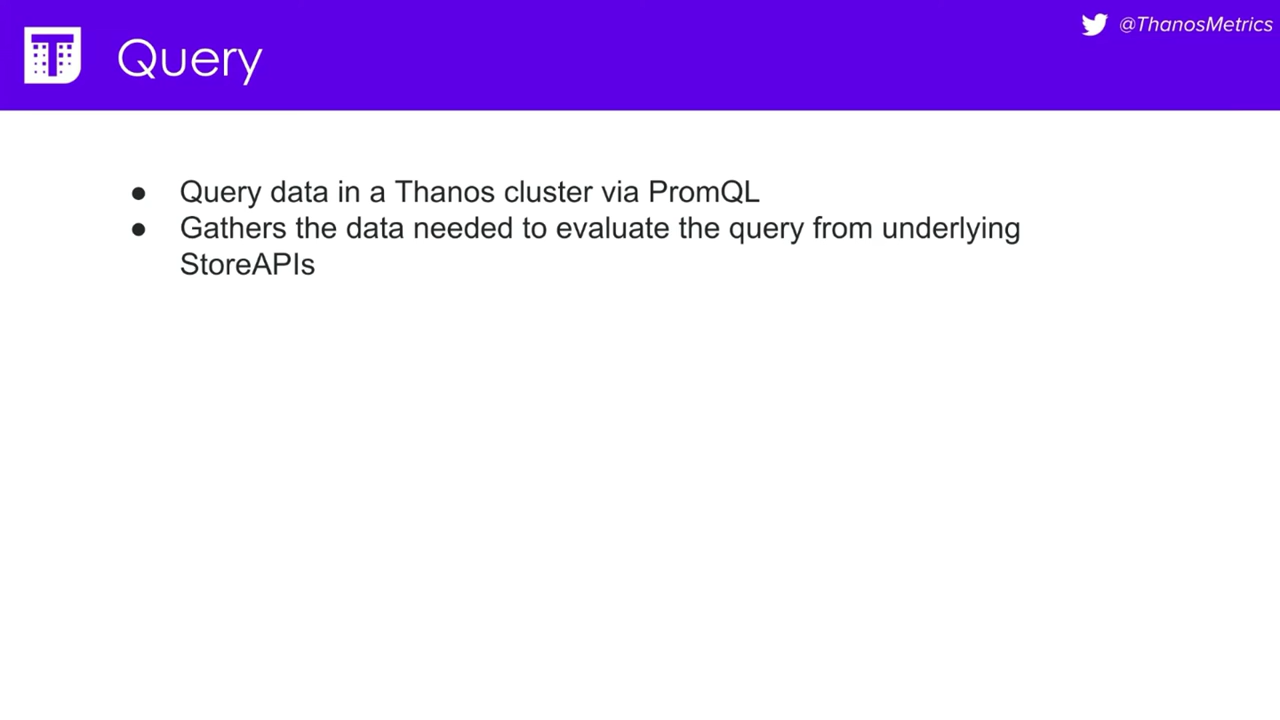 @ThanosMetrics
Query
● Query data in a Thanos cluster via PromQL
● Gathers the data needed to evaluate the query from underlying
StoreAPIs